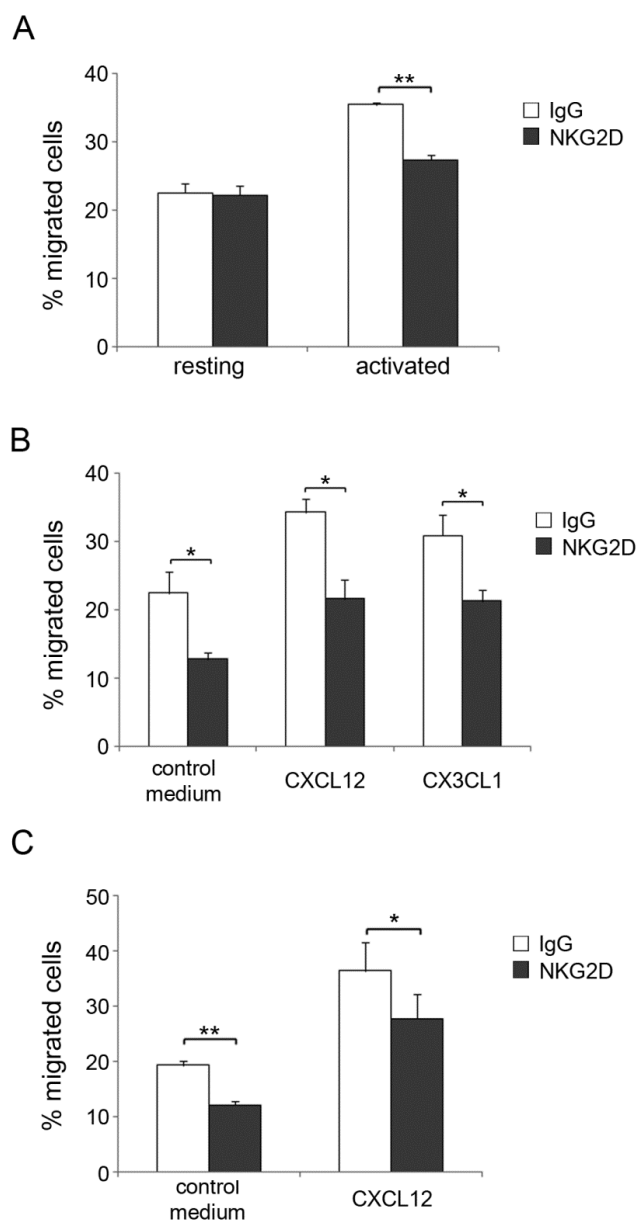 A
% migrated cells
40
30
20
10
0
**
resting
activated
IgG
NKG2D
B
% migrated cells
40
30
20
10
0
*
*
*
control
medium
CXCL12
CX3CL1
IgG
NKG2D
C
% migrated cells
50
40
30
20
10
0
**
*
control
medium
CXCL12
IgG
NKG2D